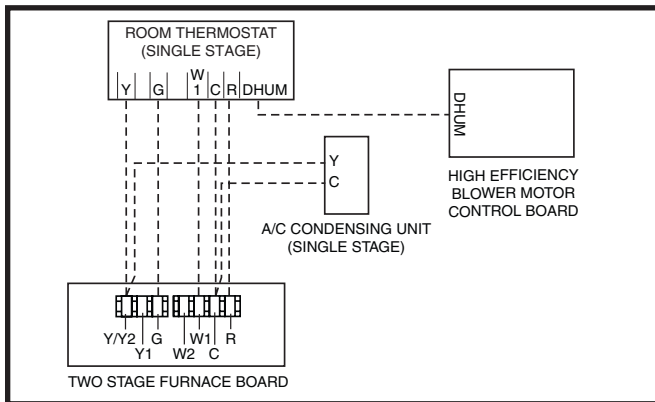 ROOM THERMOSTAT
(SINGLE STAGE)
Y G W1 C R DHUM
DHUM
HIGH EFFICIENCY
BLOWER MOTOR
CONTROL BOARD
Y
C
A/C CONDENSING UNIT
(SINGLE STAGE)
Y/Y2 G W1 R
Y1 W2 C
TWO STAGE FURNACE BOARD